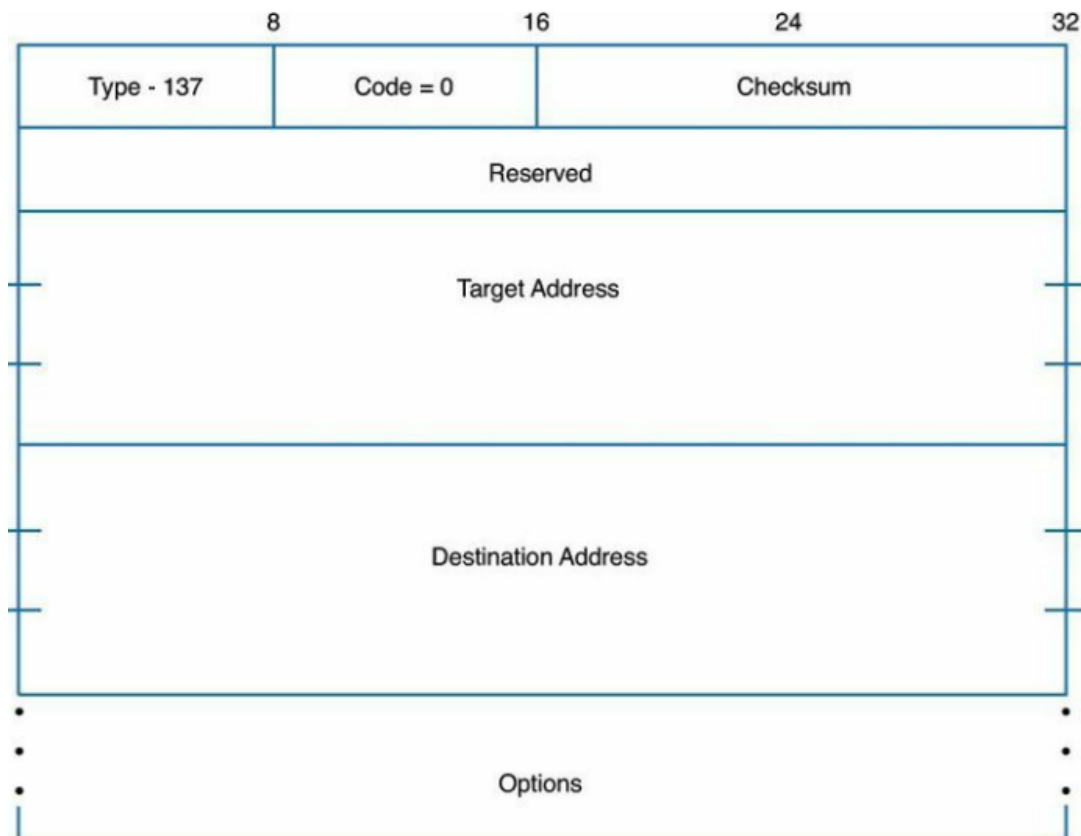 8 16 24 32
Type - 137 Code = 0 Checksum
Reserved
Target Address
Destination Address
Options